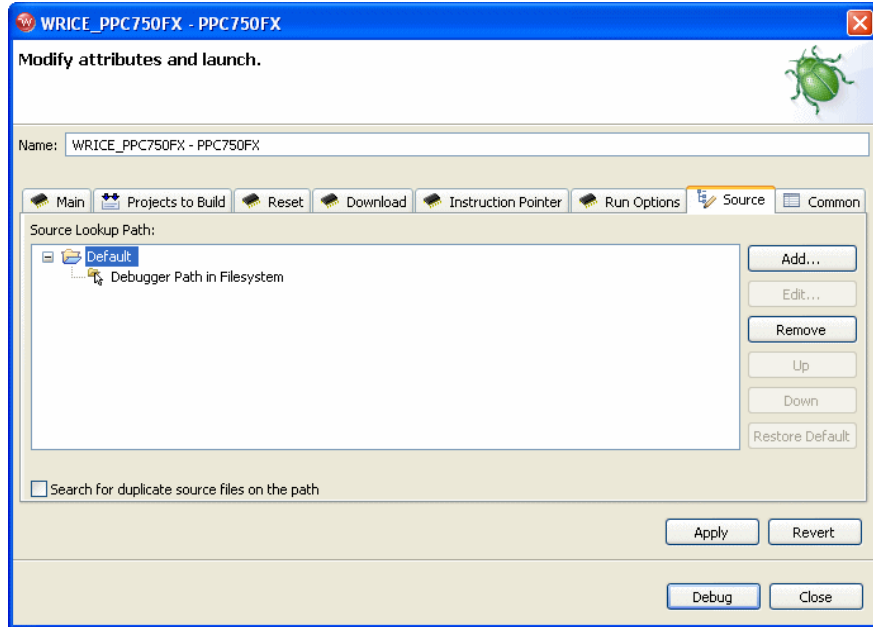 WRICE_PPC750FX - PPC750FX
Modify attributes and launch.
Name: WRICE_PPC750FX - PPC750FX
Main Projects to Build Reset Download Instruction Pointer Run Options Source Common
Source Lookup Path:
Default
Debugger Path in Filesystem
Add...
Edit...
Remove
Up
Down
Restore Default
Search for duplicate source files on the path
Apply Revert
Debug Close